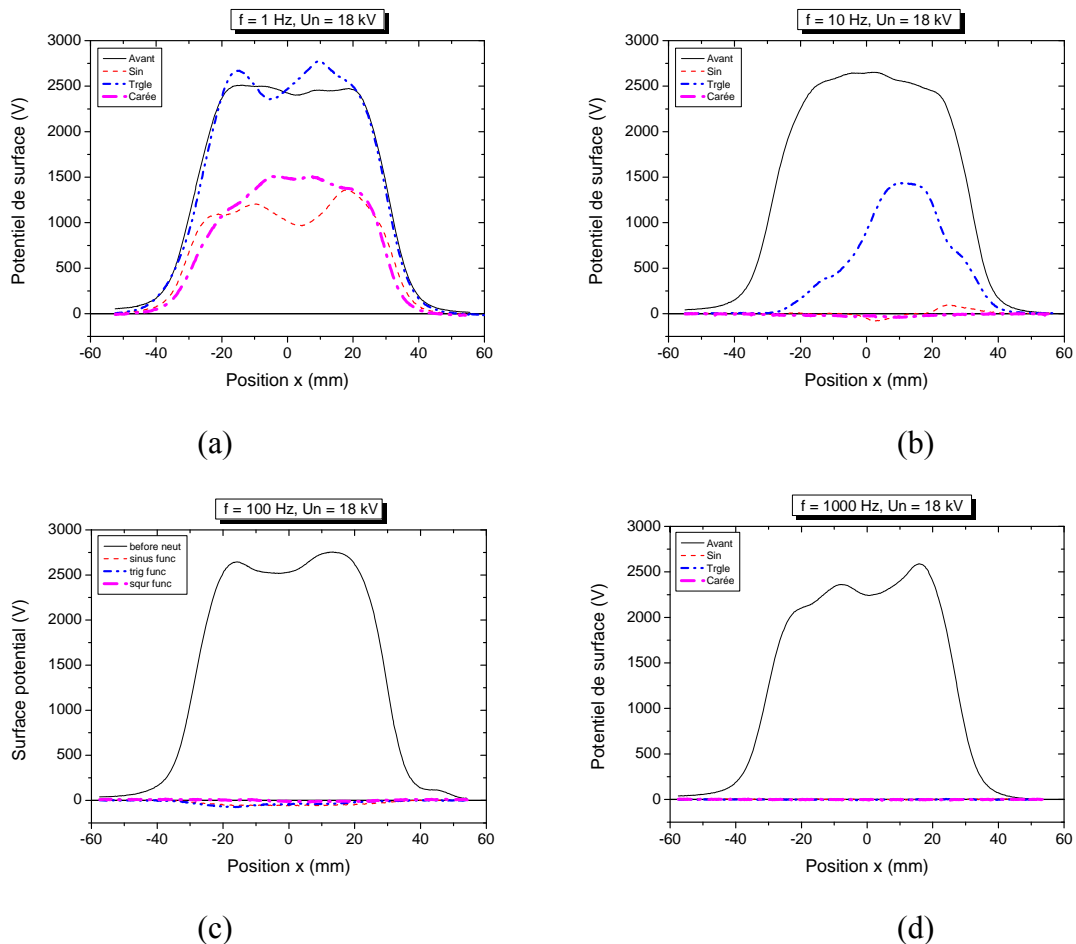 f = 1 Hz, Un = 18 kV
Avant
Sin
Trgle
Carée
Potentiel de surface (V)
3000
2500
2000
1500
1000
500
0
-60 -40 -20 0 20 40 60
Position x (mm)
(a)
f = 10 Hz, Un = 18 kV
Avant
Sin
Trgle
Carée
Potentiel de surface (V)
3000
2500
2000
1500
1000
500
0
-60 -40 -20 0 20 40 60
Position x (mm)
(b)
f = 100 Hz, Un = 18 kV
before neut
sinus func
trig func
squr func
Surface potential (V)
3000
2500
2000
1500
1000
500
0
-60 -40 -20 0 20 40 60
Position x (mm)
(c)
f = 1000 Hz, Un = 18 kV
Avant
Sin
Trgle
Carée
Potentiel de surface (V)
3000
2500
2000
1500
1000
500
0
-60 -40 -20 0 20 40 60
Position x (mm)
(d)